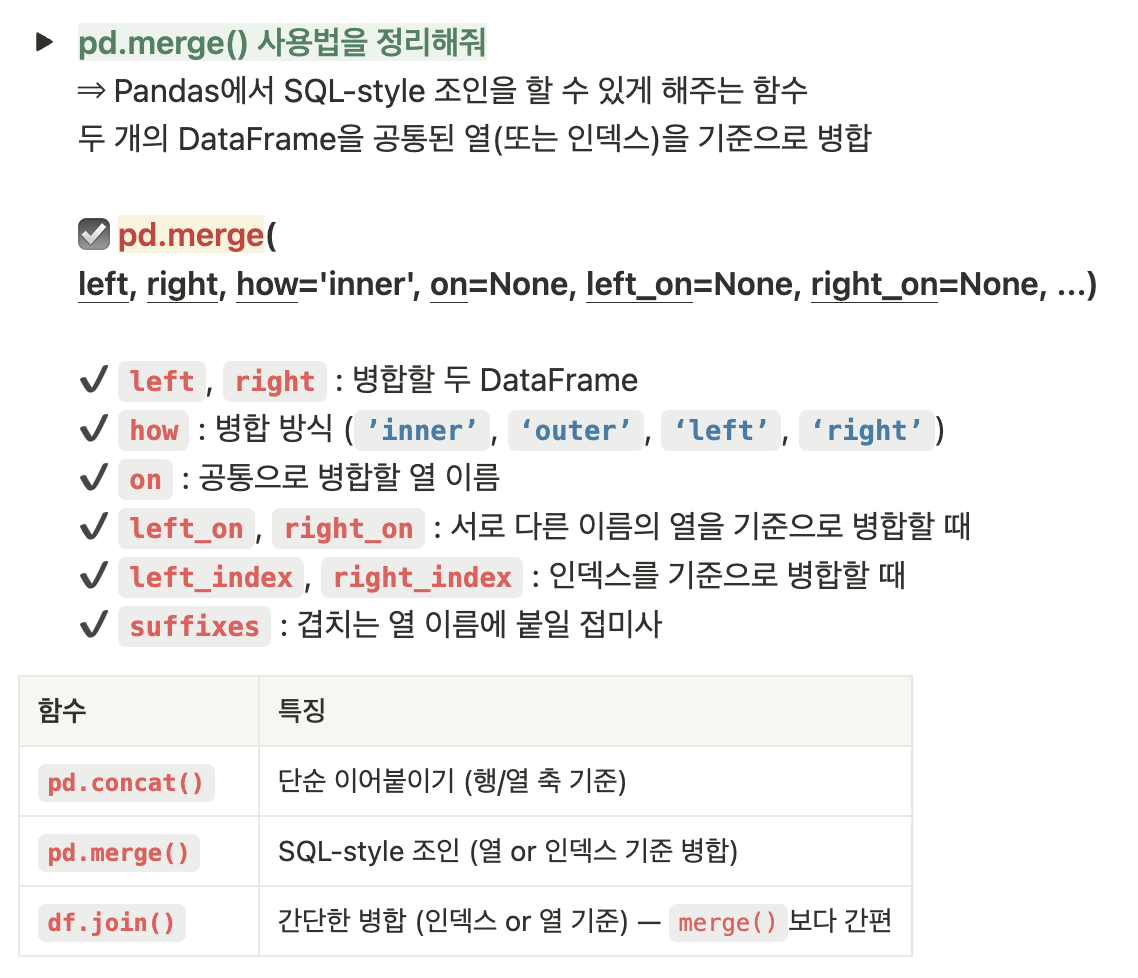 pd.merge() 사용법을 정리해줘
⇒ Pandas에서 SQL-style 조인을 할 수 있게 해주는 함수
두 개의 DataFrame을 공통된 열(또는 인덱스)을 기준으로 병합
☑ pd.merge(
left, right, how='inner', on=None, left_on=None, right_on=None, ...)
✔ left, right : 병합할 두 DataFrame
✔ how : 병합 방식 (’inner’, ‘outer’, ‘left’, ‘right’)
✔ on : 공통으로 병합할 열 이름
✔ left_on, right_on : 서로 다른 이름의 열을 기준으로 병합할 때
✔ left_index, right_index : 인덱스를 기준으로 병합할 때
✔ suffixes : 겹치는 열 이름에 붙일 접미사
함수 특징
pd.concat() 단순 이어붙이기 (행/열 축 기준)
pd.merge() SQL-style 조인 (열 or 인덱스 기준 병합)
df.join() 간단한 병합 (인덱스 or 열 기준) — merge()보다 간편